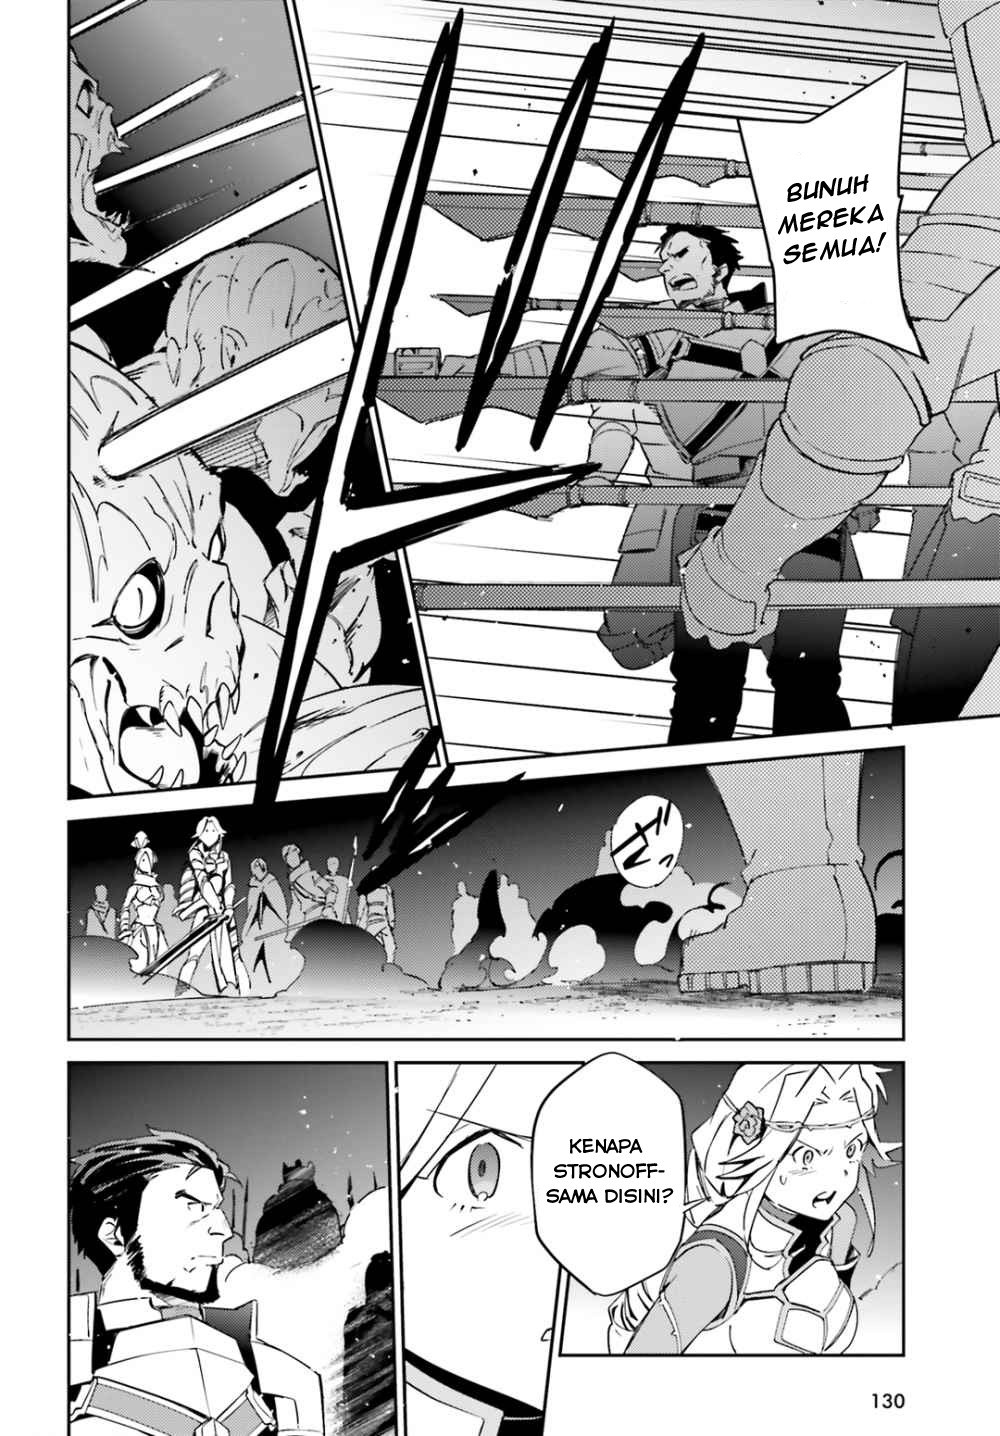 BUNUH
MEREKA
SEMUA!
KENAPA
STRONOFF-
SAMA DISINI?
130